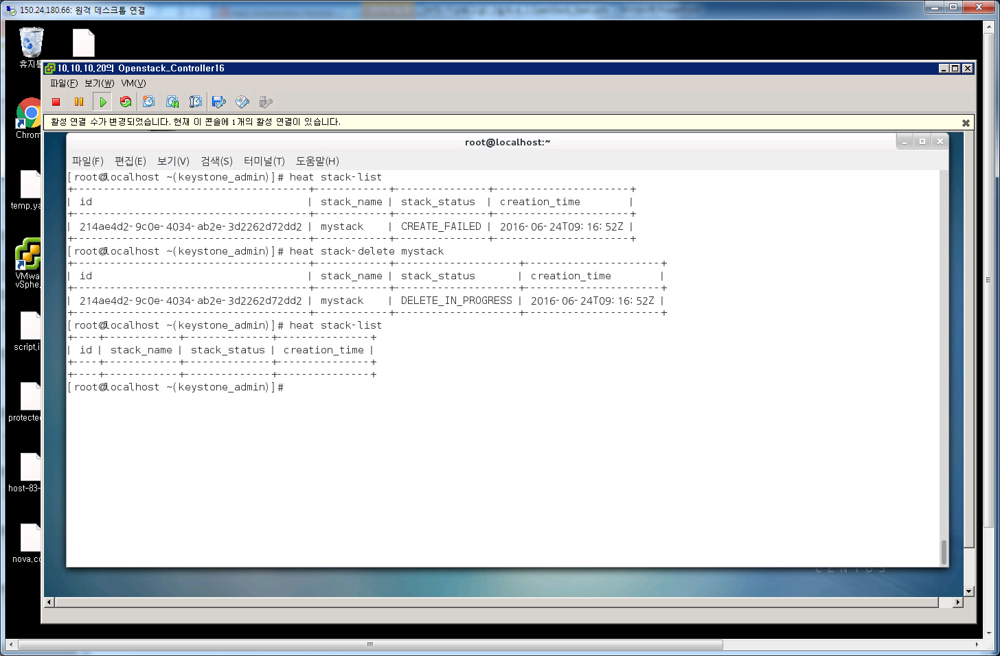 150.24.180.66: 원격 데스크톱 연결
10.10.10.20의 Openstack_Controller16
파일(F) 보기(W) VM(V)
활성 연결 수가 변경되었습니다. 현재 이 콘솔에 1개의 활성 연결이 있습니다.
root@localhost:~
파일(F) 편집(E) 보기(V) 검색(S) 터미널(T) 도움말(H)
[root@localhost ~(keystone_admin)]# heat stack-list
+--------------------------------------+------------+---------------+----------------------+
| id | stack_name | stack_status | creation_time |
+--------------------------------------+------------+---------------+----------------------+
| 214ae4d2-9c0e-4034-ab2e-3d2262d72dd2 | mystack | CREATE_FAILED | 2016-06-24T09:16:52Z |
+--------------------------------------+------------+---------------+----------------------+
[root@localhost ~(keystone_admin)]# heat stack-delete mystack
+--------------------------------------+------------+--------------------+----------------------+
| id | stack_name | stack_status | creation_time |
+--------------------------------------+------------+--------------------+----------------------+
| 214ae4d2-9c0e-4034-ab2e-3d2262d72dd2 | mystack | DELETE_IN_PROGRESS | 2016-06-24T09:16:52Z |
+--------------------------------------+------------+--------------------+----------------------+
[root@localhost ~(keystone_admin)]# heat stack-list
+----+------------+--------------+---------------+
| id | stack_name | stack_status | creation_time |
+----+------------+--------------+---------------+
+----+------------+--------------+---------------+
[root@localhost ~(keystone_admin)]#
휴지통
Chrom
temp.ya
VMwa
vSphe.
script.i
protecte
host-83-
nova.co
CENTOS